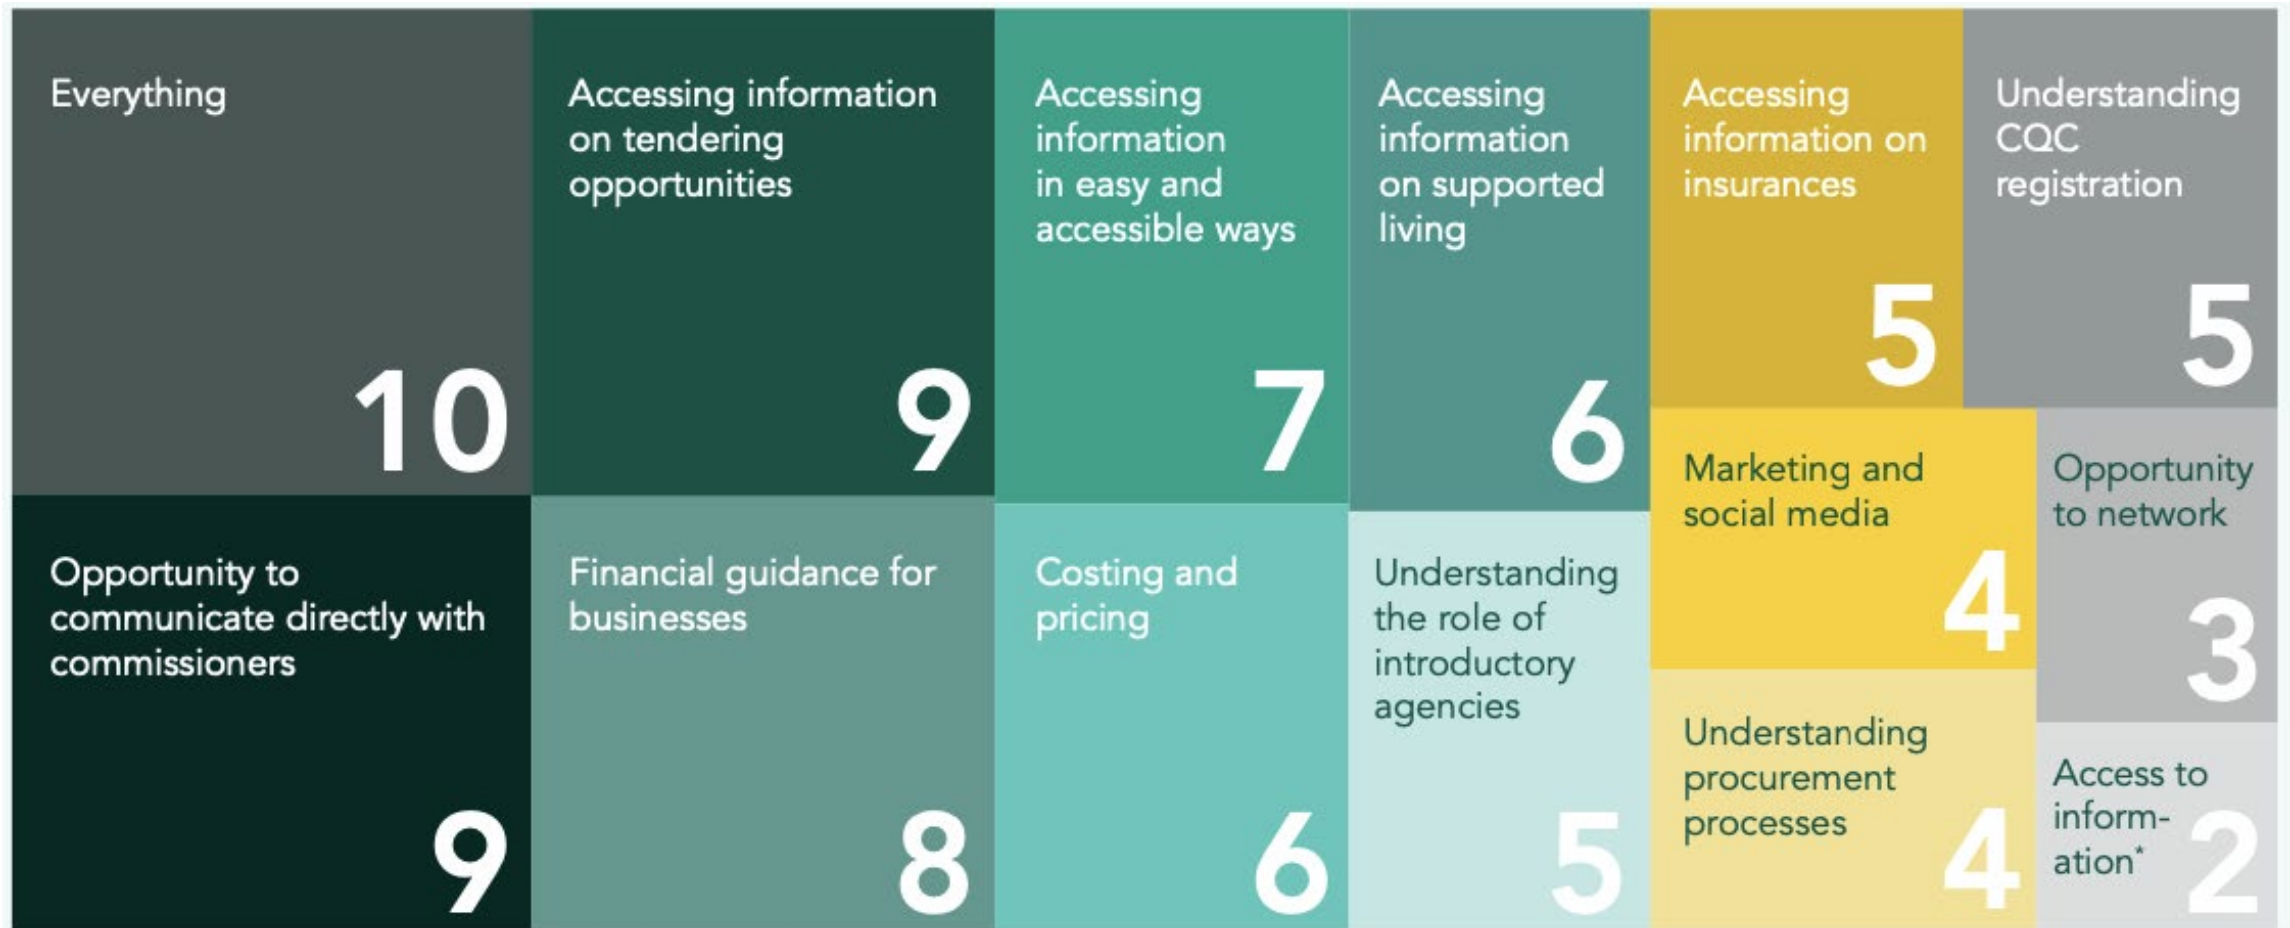 Everything
10
Accessing information
on tendering
opportunities
9
Accessing
information
in easy and
accessible ways
7
Accessing
information
on supported
living
6
Accessing
information on
insurances
5
Understanding
CQC
registration
5
Opportunity to
communicate directly with
commissioners
9
Financial guidance for
businesses
8
Costing and
pricing
6
Understanding
the role of
introductory
agencies
5
Marketing and
social media
4
Opportunity
to network
3
Understanding
procurement
processes
4
Access to
inform-
ation*
2